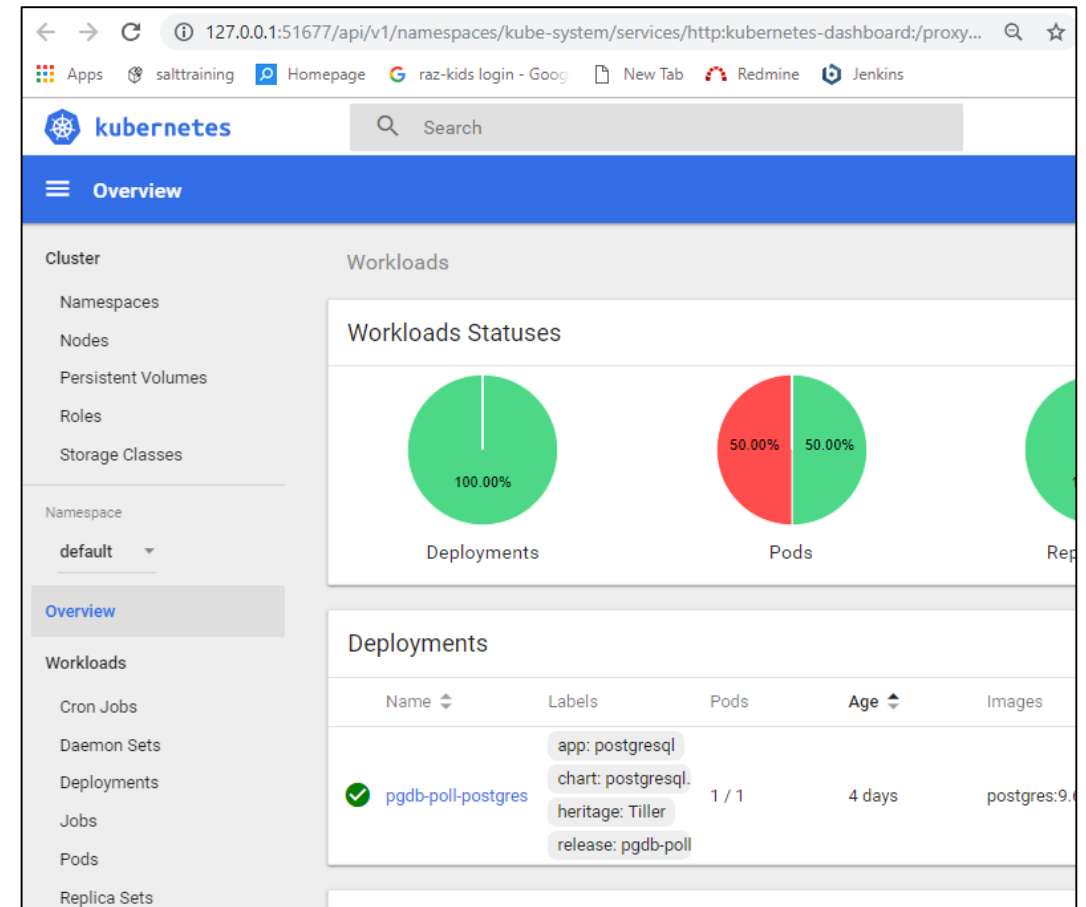 127.0.0.1:51677/api/v1/namespaces/kube-system/services/http:kubernetes-dashboard:/proxy...
Apps salttraining Homepage raz-kids login - Goog New Tab Redmine Jenkins
kubernetes
Search
Overview
Cluster
Namespaces
Nodes
Persistent Volumes
Roles
Storage Classes
Namespace
default
Overview
Workloads
Cron Jobs
Daemon Sets
Deployments
Jobs
Pods
Replica Sets
Workloads
Workloads Statuses
100.00%
50.00% 50.00%
1
Deployments Pods Rep
Deployments
Name Labels Pods Age Images
pgdb-poll-postgres
app: postgresql
chart: postgresql.
heritage: Tiller
release: pgdb-poll
1 / 1
4 days
postgres:9.6